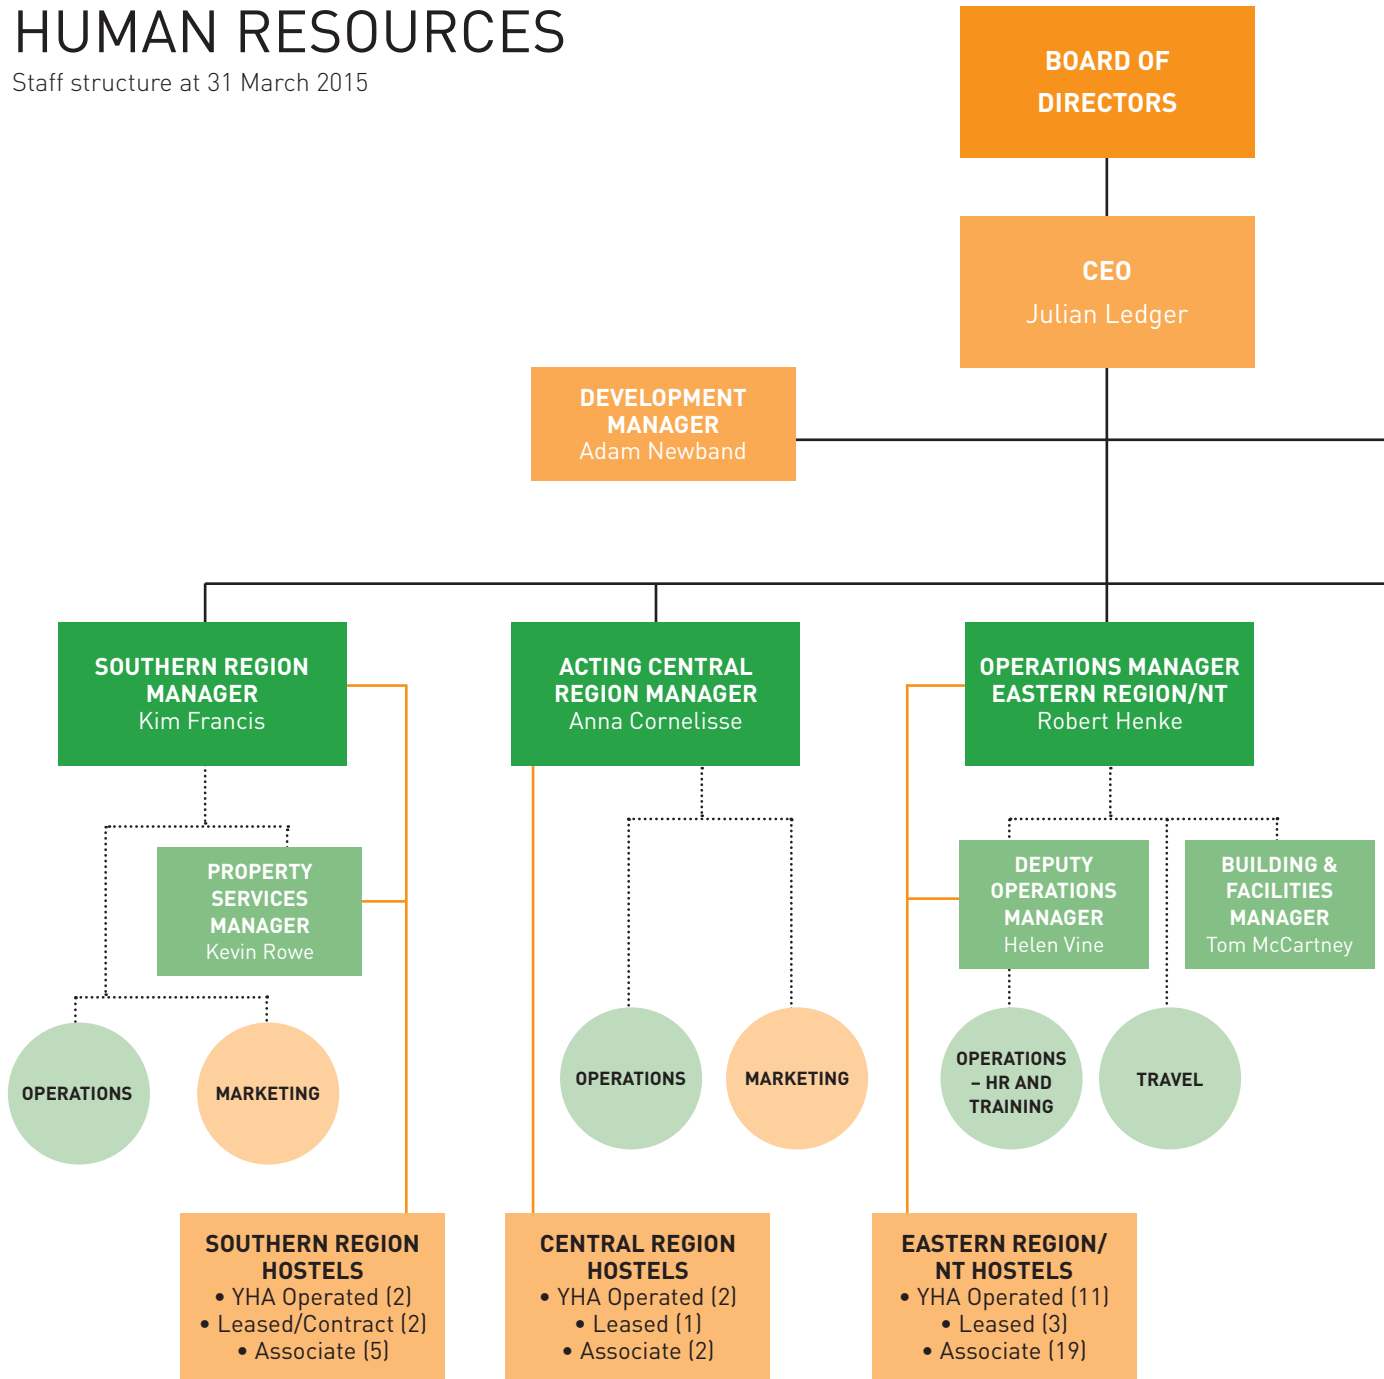 HUMAN RESOURCES
Staff structure at 31 March 2015
BOARD OF
DIRECTORS
CEO
Julian Ledger
DEVELOPMENT
MANAGER
Adam Newband
SOUTHERN REGION
MANAGER
Kim Francis
ACTING CENTRAL
REGION MANAGER
Anna Cornelisse
OPERATIONS MANAGER
EASTERN REGION/NT
Robert Henke
PROPERTY
SERVICES
MANAGER
Kevin Rowe
DEPUTY
OPERATIONS
MANAGER
Helen Vine
BUILDING &
FACILITIES
MANAGER
Tom McCartney
OPERATIONS
MARKETING
OPERATIONS
MARKETING
OPERATIONS
– HR AND
TRAINING
TRAVEL
SOUTHERN REGION
HOSTELS
• YHA Operated (2)
• Leased/Contract (2)
• Associate (5)
CENTRAL REGION
HOSTELS
• YHA Operated (2)
• Leased (1)
• Associate (2)
EASTERN REGION/
NT HOSTELS
• YHA Operated (11)
• Leased (3)
• Associate (19)